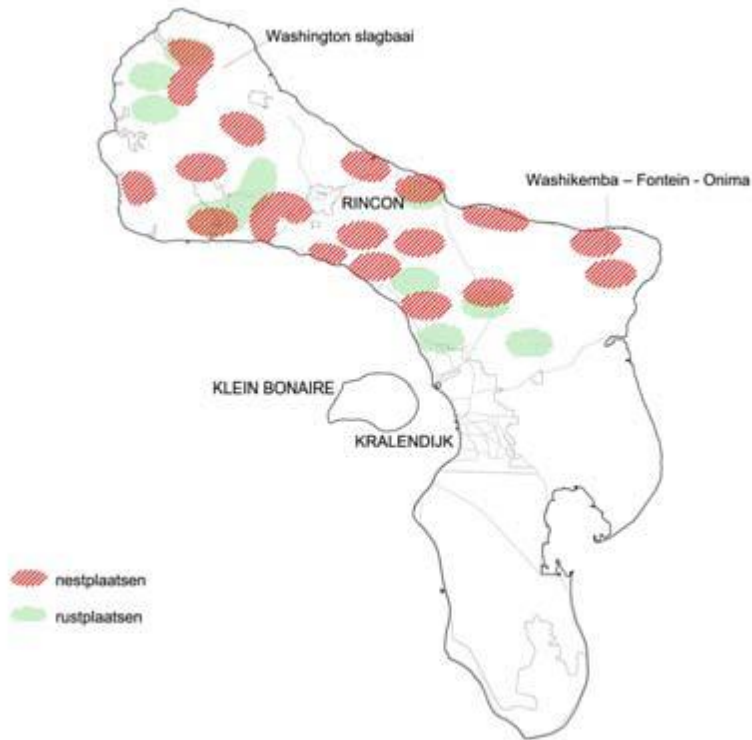 Washington slagbaai
Washikemba – Fontein - Onima
RINCON
KLEIN BONAIRE
KRALENDIJK
nestplaatsen
rustplaatsen